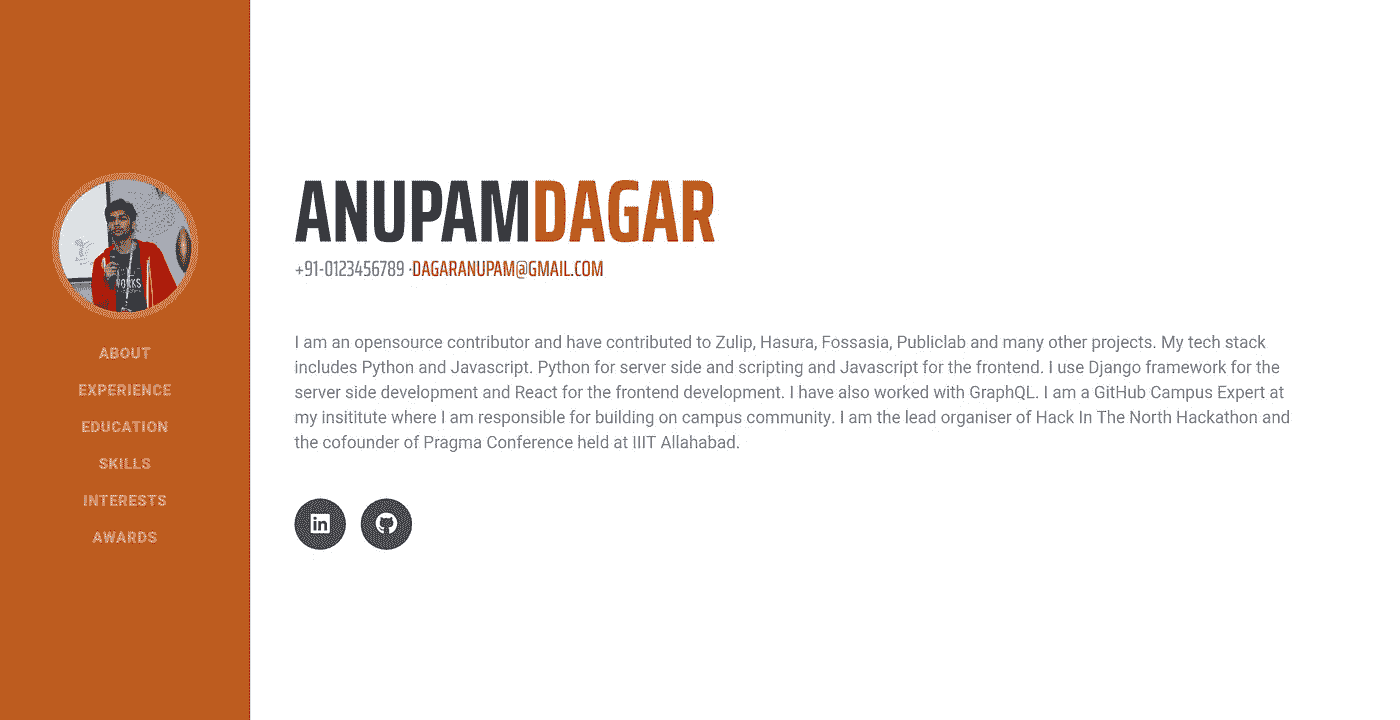 WORKS
ABOUT
EXPERIENCE
EDUCATION
SKILLS
INTERESTS
AWARDS
ANUPAMDAGAR
+91-0123456789 ·DAGARANUPAM@GMAIL.COM
I am an opensource contributor and have contributed to Zulip, Hasura, Fossasia, Publiclab and many other projects. My tech stack
includes Python and Javascript. Python for server side and scripting and Javascript for the frontend. I use Django framework for the
server side development and React for the frontend development. I have also worked with GraphQL. I am a GitHub Campus Expert at
my insititute where I am responsible for building on campus community. I am the lead organiser of Hack In The North Hackathon and
the cofounder of Pragma Conference held at IIIT Allahabad.
in